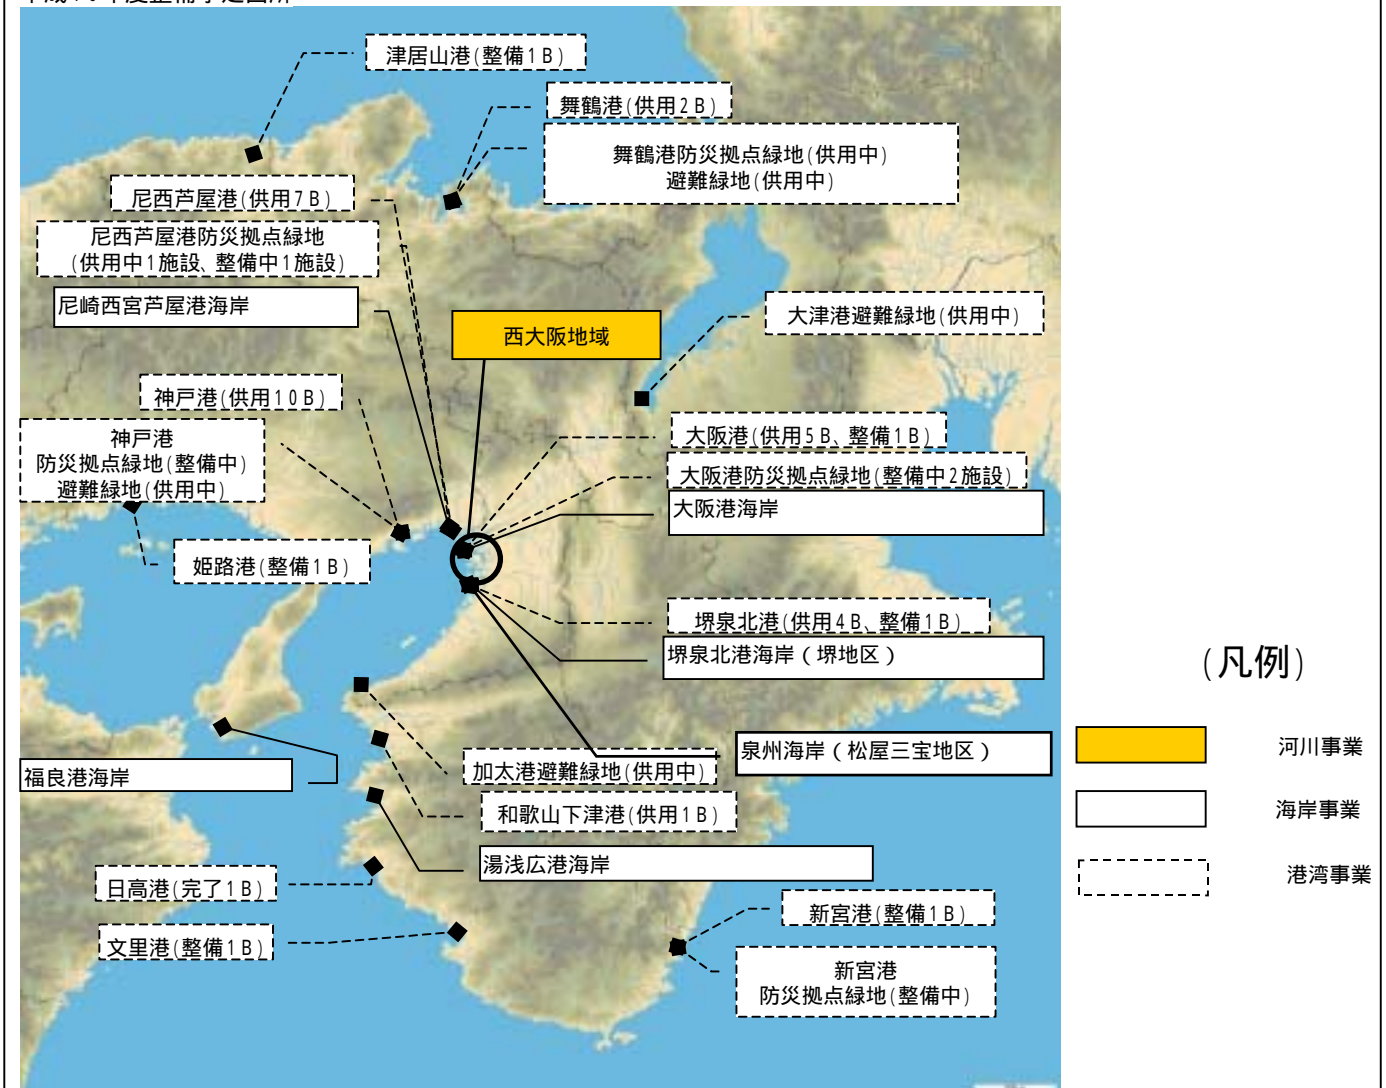 津居山港(整備1B)
舞鶴港(供用2B)
舞鶴港防災拠点緑地(供用中)
避難緑地(供用中)
尼西芦屋港(供用7B)
尼西芦屋港防災拠点緑地
(供用中1施設、整備中1施設)
尼崎西宮芦屋港海岸
西大阪地域
大津港避難緑地(供用中)
神戸港(供用10B)
神戸港
防災拠点緑地(整備中)
避難緑地(供用中)
大阪港(供用5B、整備1B)
大阪港防災拠点緑地(整備中2施設)
大阪港海岸
姫路港(整備1B)
堺泉北港(供用4B、整備1B)
堺泉北港海岸(堺地区)
泉州海岸(松屋三宝地区)
福良港海岸
加太港避難緑地(供用中)
和歌山下津港(供用1B)
湯浅広港海岸
日高港(完了1B)
文里港(整備1B)
新宮港(整備1B)
新宮港
防災拠点緑地(整備中)
(凡例)
河川事業
海岸事業
港湾事業